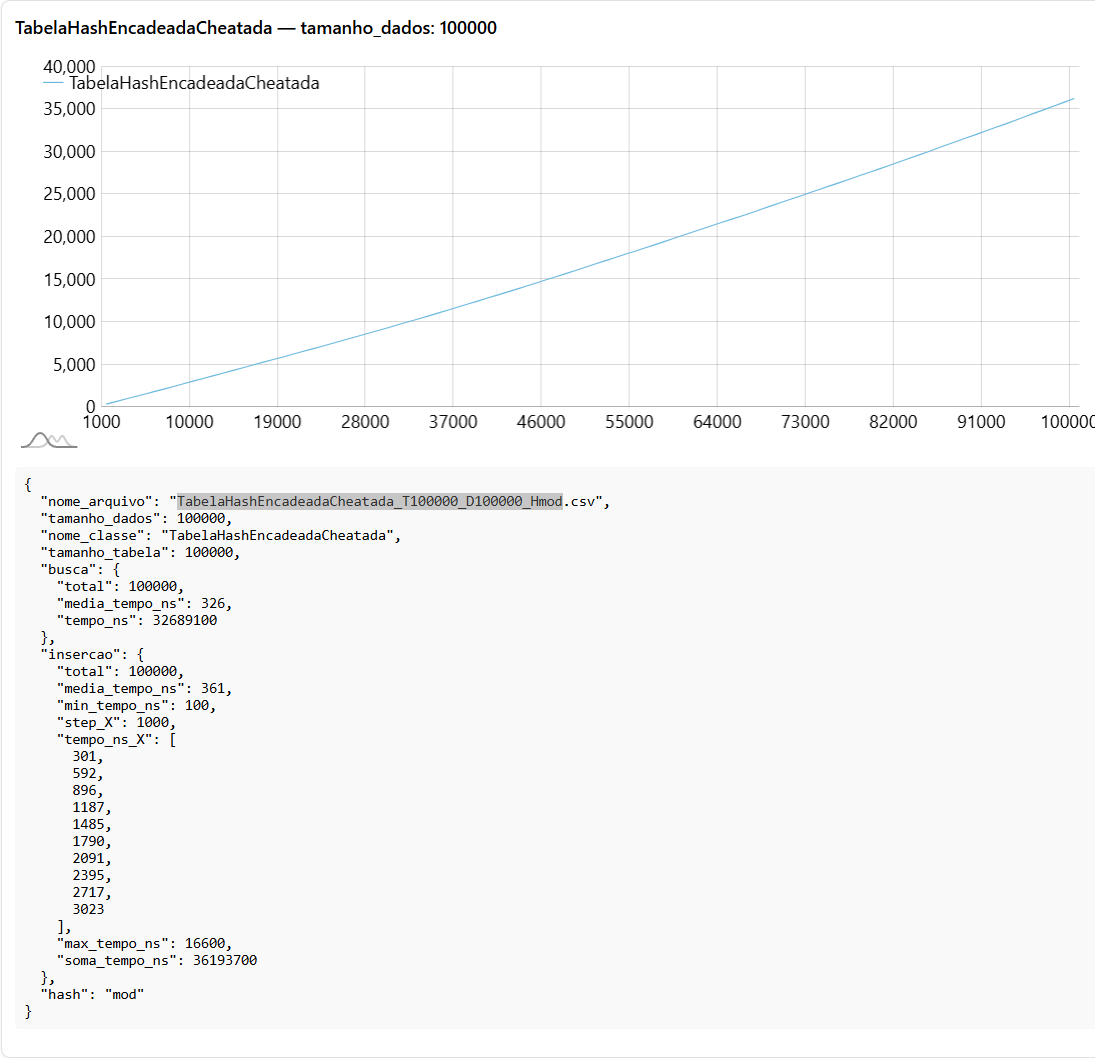 TabelaHashEncadeadaCheatada — tamanho_dados: 100000
40,000
TabelaHashEncadeadaCheatada
35,000
30,000
25,000
20,000
15,000
10,000
5,000
0
1000 10000 19000 28000 37000 46000 55000 64000 73000 82000 91000 100000
{
  "nome_arquivo": "TabelaHashEncadeadaCheatada_T100000_D100000_Hmod.csv",
  "tamanho_dados": 100000,
  "nome_classe": "TabelaHashEncadeadaCheatada",
  "tamanho_tabela": 100000,
  "busca": {
    "total": 100000,
    "media_tempo_ns": 326,
    "tempo_ns": 32689100
  },
  "insercao": {
    "total": 100000,
    "media_tempo_ns": 361,
    "min_tempo_ns": 100,
    "step_X": 1000,
    "tempo_ns_X": [
      301,
      592,
      896,
      1187,
      1485,
      1790,
      2091,
      2395,
      2717,
      3023
    ],
    "max_tempo_ns": 16600,
    "soma_tempo_ns": 36193700
  },
  "hash": "mod"
}